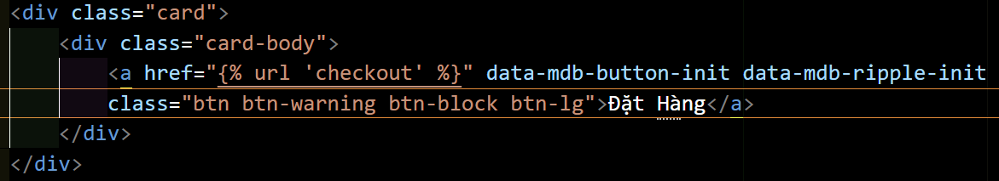 <div class="card">
<div class="card-body">
<a href="{% url 'checkout' %}" data-mdb-button-init data-mdb-ripple-init
class="btn btn-warning btn-block btn-lg">Đặt Hàng</a>
</div>
</div>